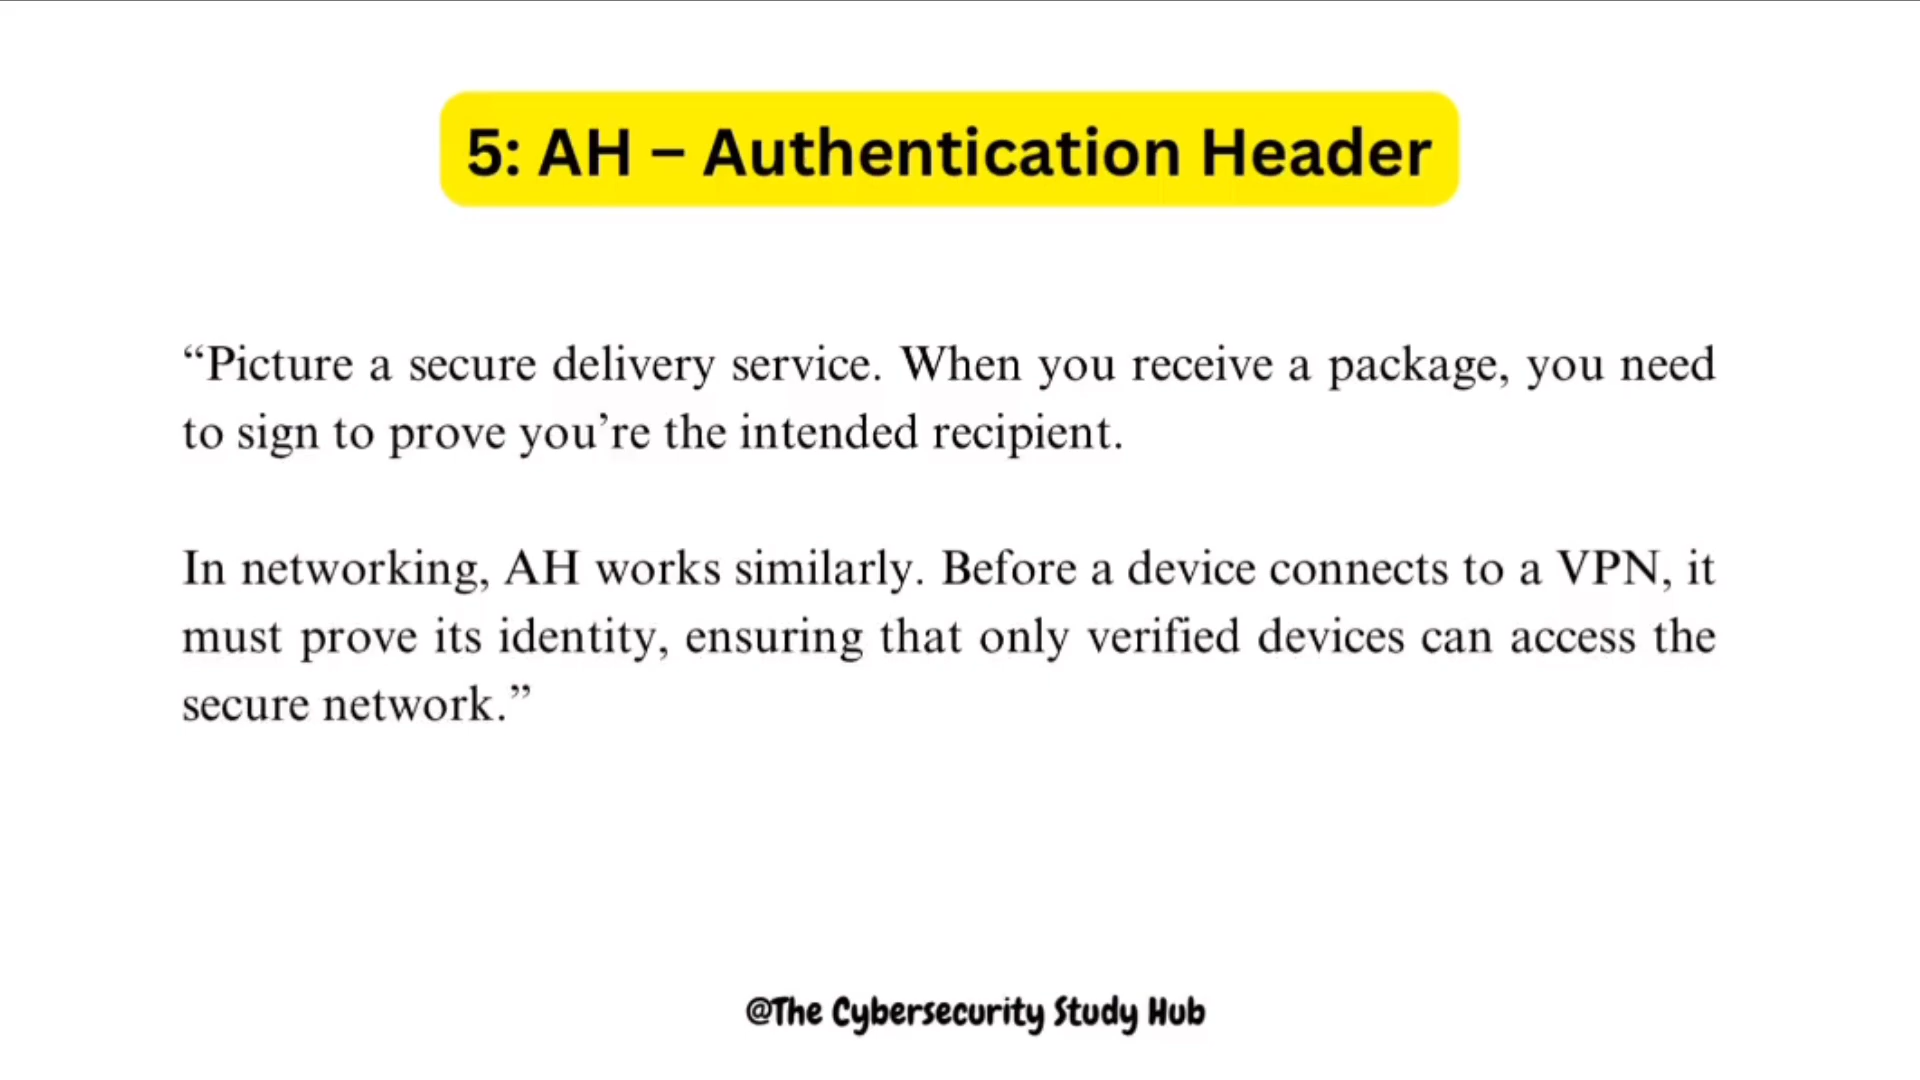 5: AH – Authentication Header
“Picture a secure delivery service. When you receive a package, you need
to sign to prove you’re the intended recipient.
In networking, AH works similarly. Before a device connects to a VPN, it
must prove its identity, ensuring that only verified devices can access the
secure network.”
@The Cybersecurity Study Hub